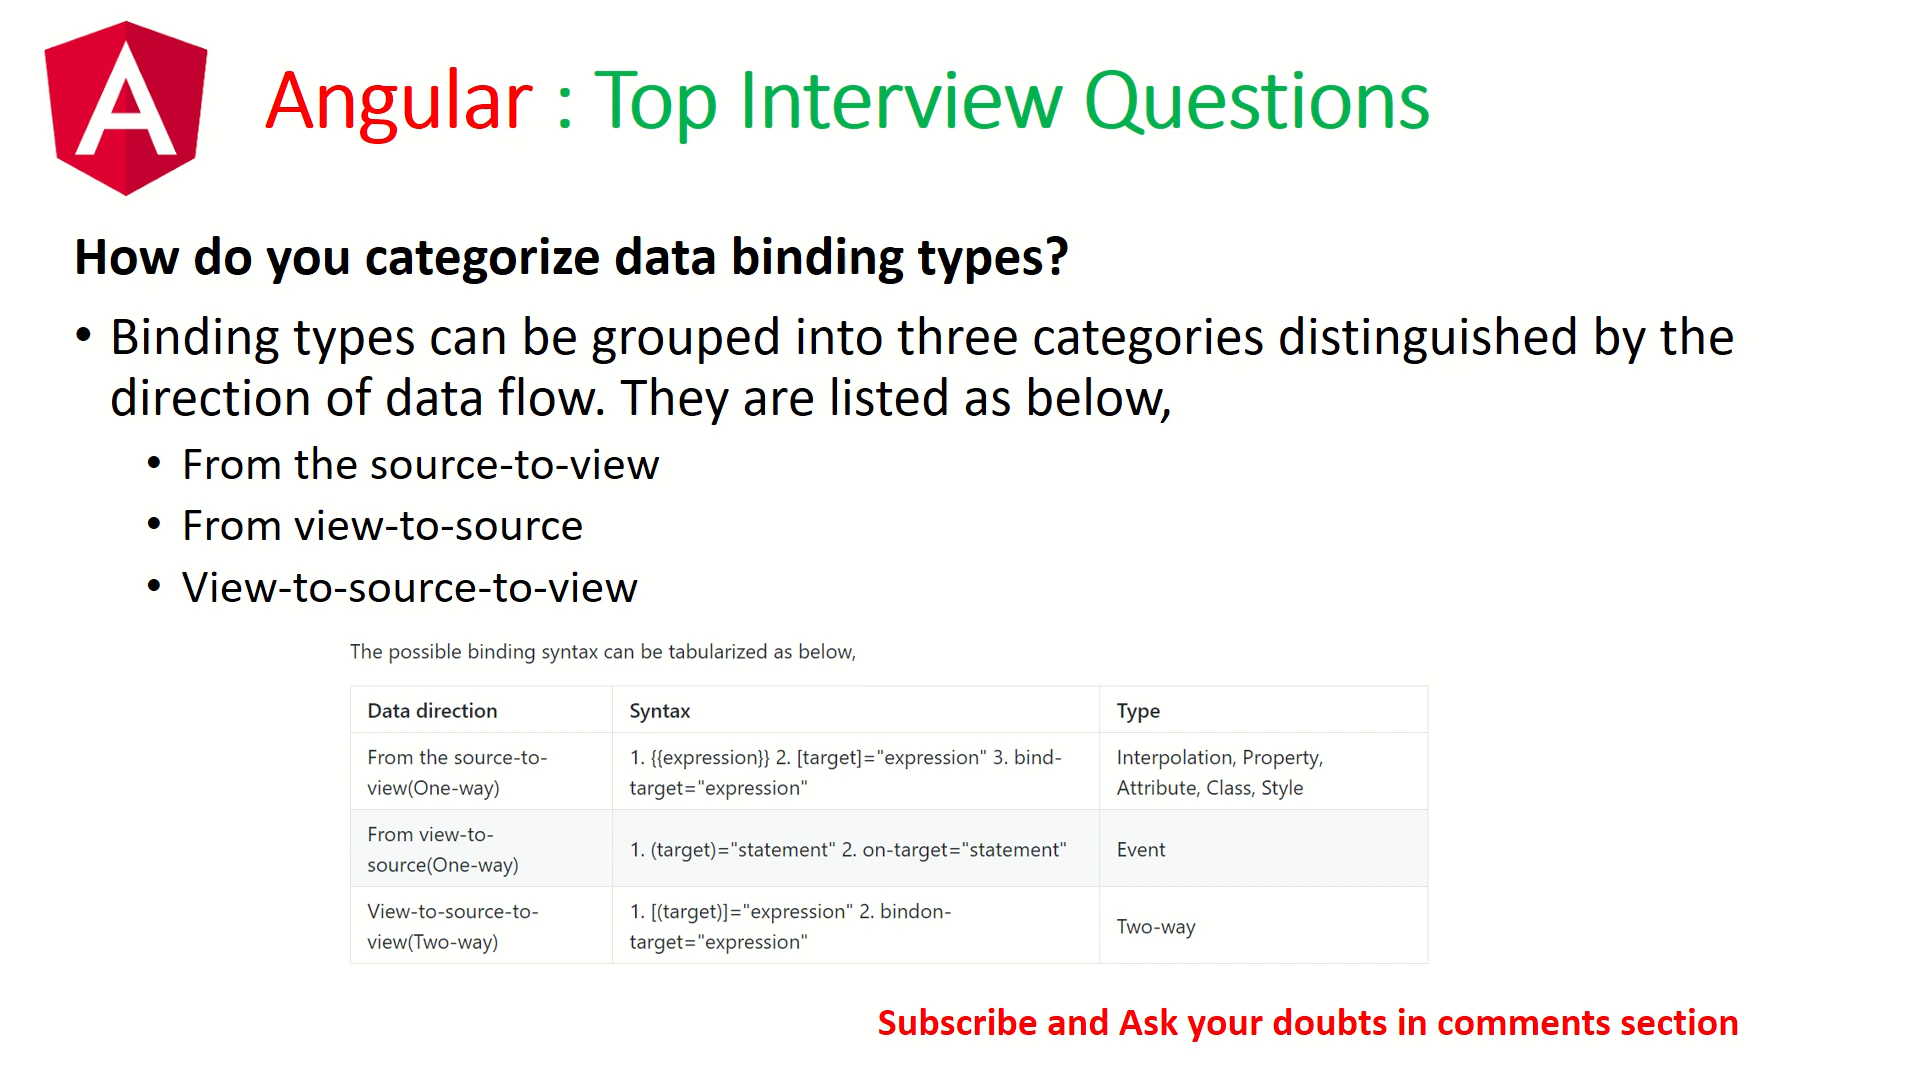 A
Angular : Top Interview Questions
How do you categorize data binding types?
• Binding types can be grouped into three categories distinguished by the
direction of data flow. They are listed as below,
• From the source-to-view
• From view-to-source
• View-to-source-to-view
The possible binding syntax can be tabularized as below,
Data direction Syntax Type
From the source-to-
view(One-way)
1. {{expression}} 2. [target]="expression" 3. bind-
target="expression"
Interpolation, Property,
Attribute, Class, Style
From view-to-
source(One-way)
1. (target)="statement" 2. on-target="statement"
Event
View-to-source-to-
view(Two-way)
1. [(target)]="expression" 2. bindon-
target="expression"
Two-way
Subscribe and Ask your doubts in comments section